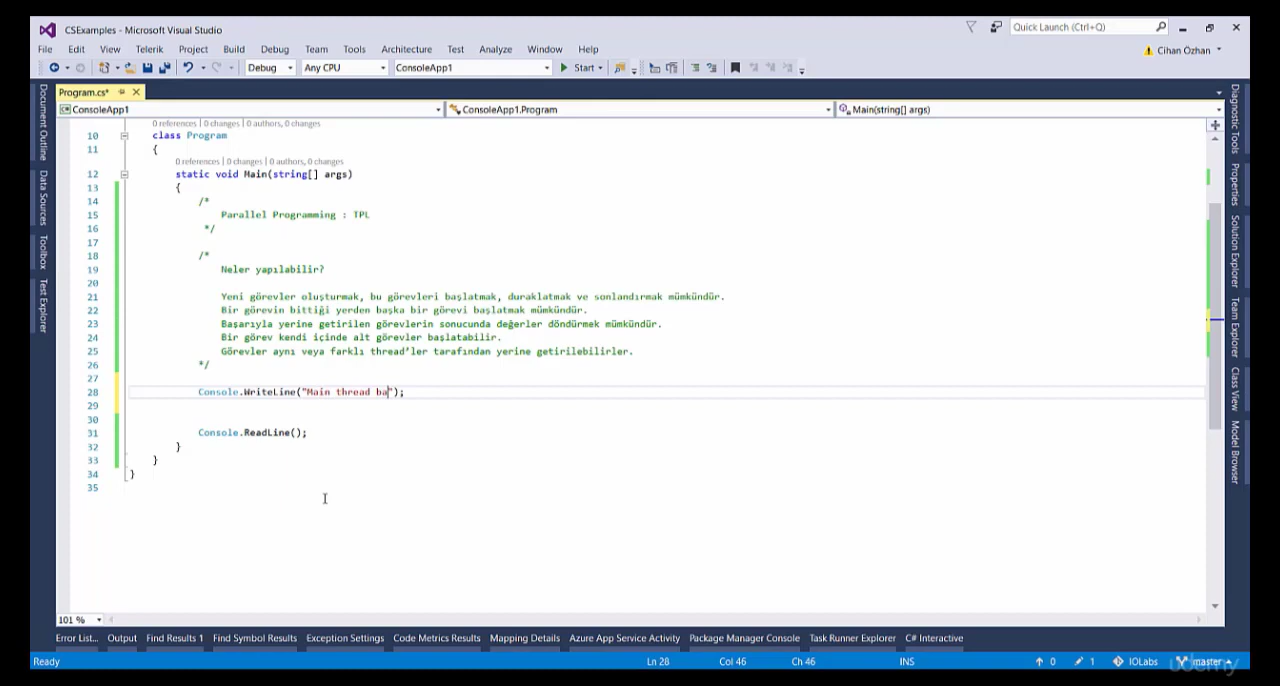 CSExamples - Microsoft Visual Studio
Quick Launch (Ctrl+Q)
File Edit View Telerik Project Build Debug Team Tools Architecture Test Analyze Window Help
Cihan Özhan
Debug Any CPU ConsoleApp1 Start
Program.cs*
ConsoleApp1 ConsoleApp1.Program Main(string[] args)
0 references | 0 changes | 0 authors, 0 changes
10 class Program
11 {
0 references | 0 changes | 0 authors, 0 changes
12 static void Main(string[] args)
13 {
14 /*
15 Parallel Programming : TPL
16 */
17
18 /*
19 Neler yapılabilir?
20
21 Yeni görevler oluşturmak, bu görevleri başlatmak, duraklatmak ve sonlandırmak mümkündür.
22 Bir görevin bittiği yerden başka bir görevi başlatmak mümkündür.
23 Başarıyla yerine getirilen görevlerin sonucunda değerler döndürmek mümkündür.
24 Bir görev kendi içinde alt görevler başlatabilir.
25 Görevler aynı veya farklı thread'ler tarafından yerine getirilebilirler.
26 */
27
28 Console.WriteLine("Main thread ba");
29
30
31 Console.ReadLine();
32 }
33 }
34 }
35
Document Outline
Data Sources
Toolbox
Test Explorer
Diagnostic Tools
Properties
Solution Explorer
Team Explorer
Class View
Model Browser
101 %
Error List... Output Find Results 1 Find Symbol Results Exception Settings Code Metrics Results Mapping Details Azure App Service Activity Package Manager Console Task Runner Explorer C# Interactive
Ready Ln 28 Col 46 Ch 46 INS 0 1 IOLabs master
udemy